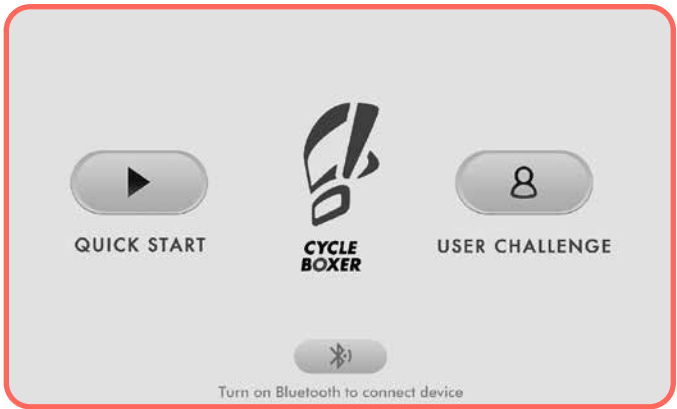 QUICK START
CYCLE
BOXER
USER CHALLENGE
Turn on Bluetooth to connect device